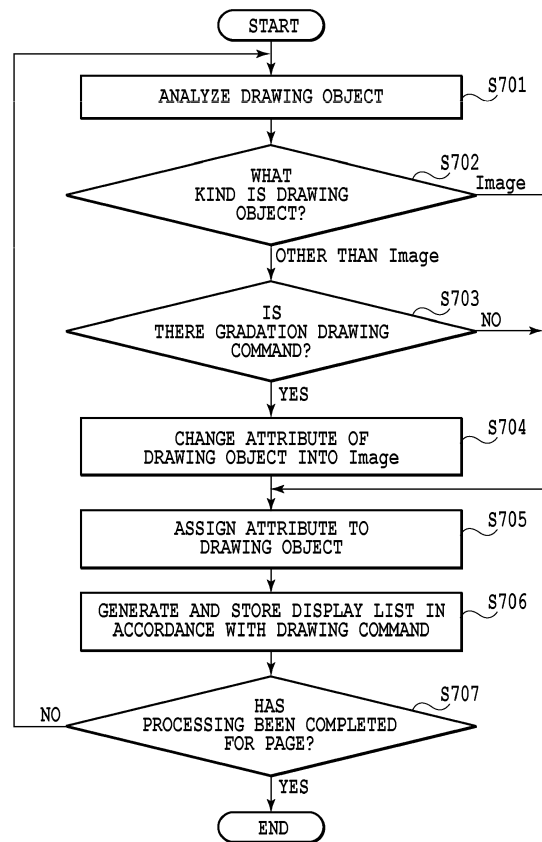 START
ANALYZE DRAWING OBJECT
S701
WHAT
KIND IS DRAWING
OBJECT?
S702
Image
OTHER THAN Image
IS
THERE GRADATION DRAWING
COMMAND?
S703
NO
YES
CHANGE ATTRIBUTE OF
DRAWING OBJECT INTO Image
S704
ASSIGN ATTRIBUTE TO
DRAWING OBJECT
S705
GENERATE AND STORE DISPLAY LIST IN
ACCORDANCE WITH DRAWING COMMAND
S706
HAS
PROCESSING BEEN COMPLETED
FOR PAGE?
S707
NO
YES
END